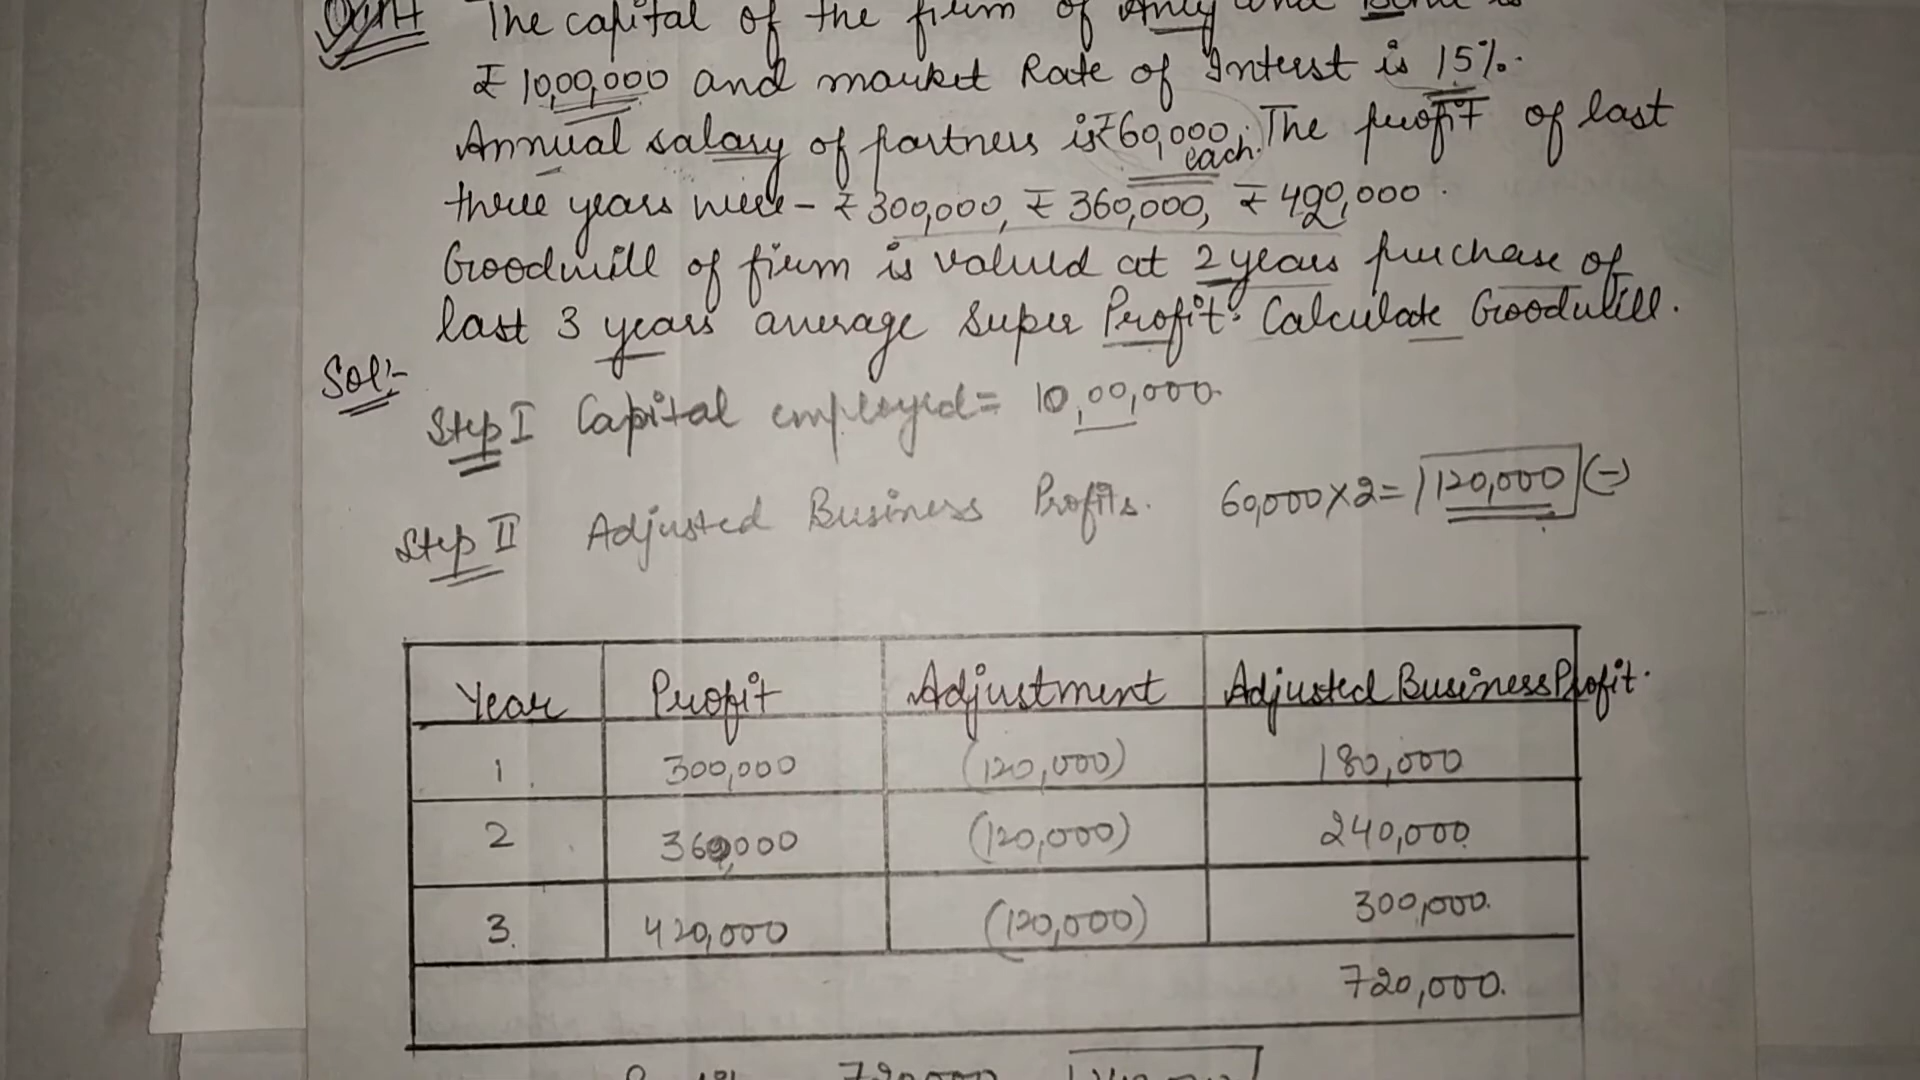 The capital of the firm of Anly and
₹ 10,00,000 and market Rate of Interest is 15%.
Annual salary of partners is ₹60,000 each. The profit of last
three years were - ₹ 300,000, ₹ 360,000, ₹ 420,000.
Goodwill of firm is valued at 2 years purchase of
last 3 years average Super Profit. Calculate Goodwill.
Sol:-
Step I Capital employed = 10,00,000.
Step II Adjusted Business Profits. 60,000×2= 120,000 (-)
Year Profit Adjustment Adjusted Business Profit.
1. 300,000 (120,000) 180,000
2 360,000 (120,000) 240,000
3. 420,000 (120,000) 300,000.
720,000.